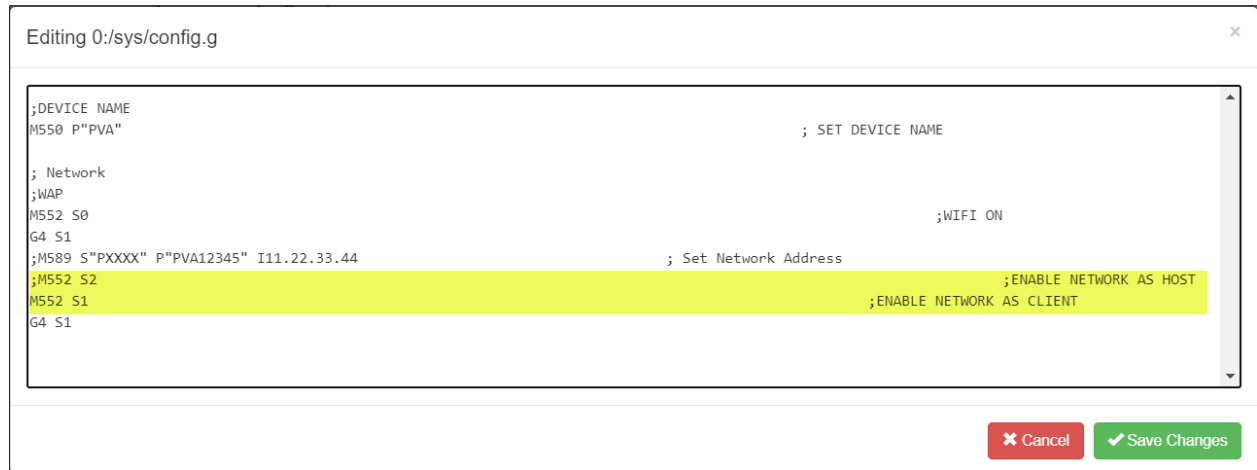 Editing 0:/sys/config.g
×
;DEVICE NAME
M550 P"PVA" ; SET DEVICE NAME
; Network
;WAP
M552 S0 ;WIFI ON
G4 S1
;M589 S"PXXXX" P"PVA12345" I11.22.33.44 ; Set Network Address
;M552 S2 ;ENABLE NETWORK AS HOST
M552 S1 ;ENABLE NETWORK AS CLIENT
G4 S1
Cancel Save Changes